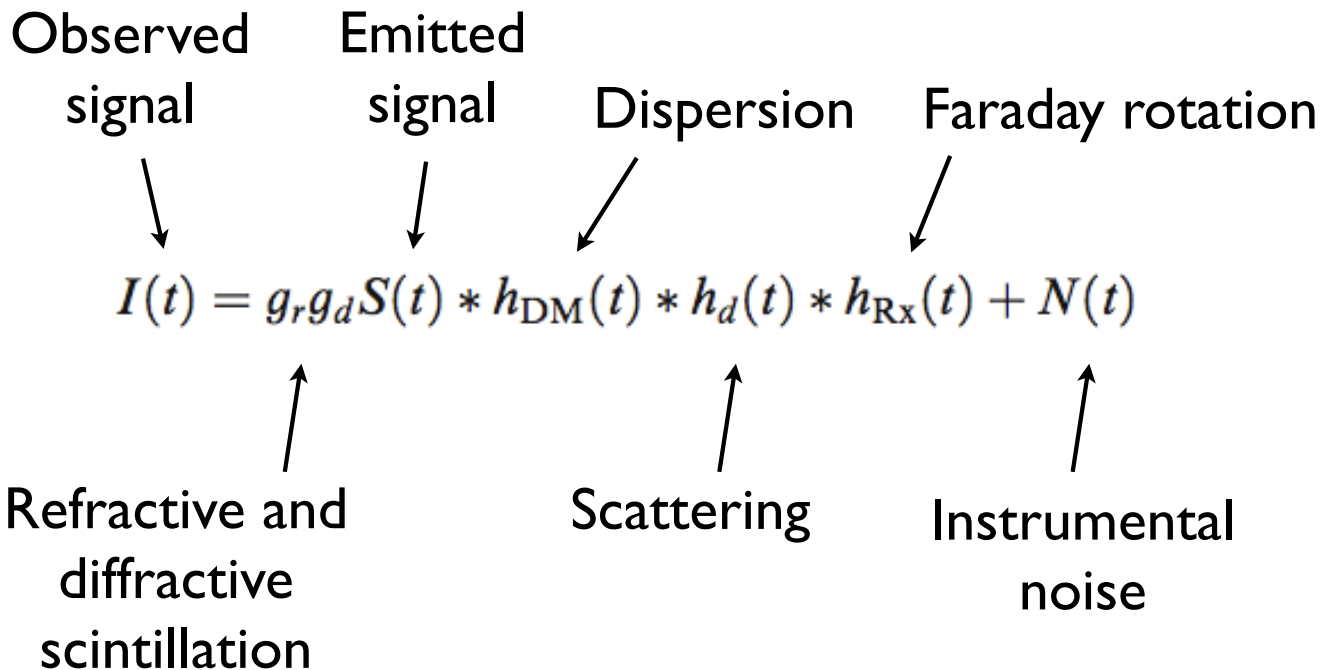 Observed
signal
Emitted
signal
Dispersion
Faraday rotation
I(t) = g_r g_d S(t) * h_DM(t) * h_d(t) * h_Rx(t) + N(t)
Refractive and
diffractive
scintillation
Scattering
Instrumental
noise